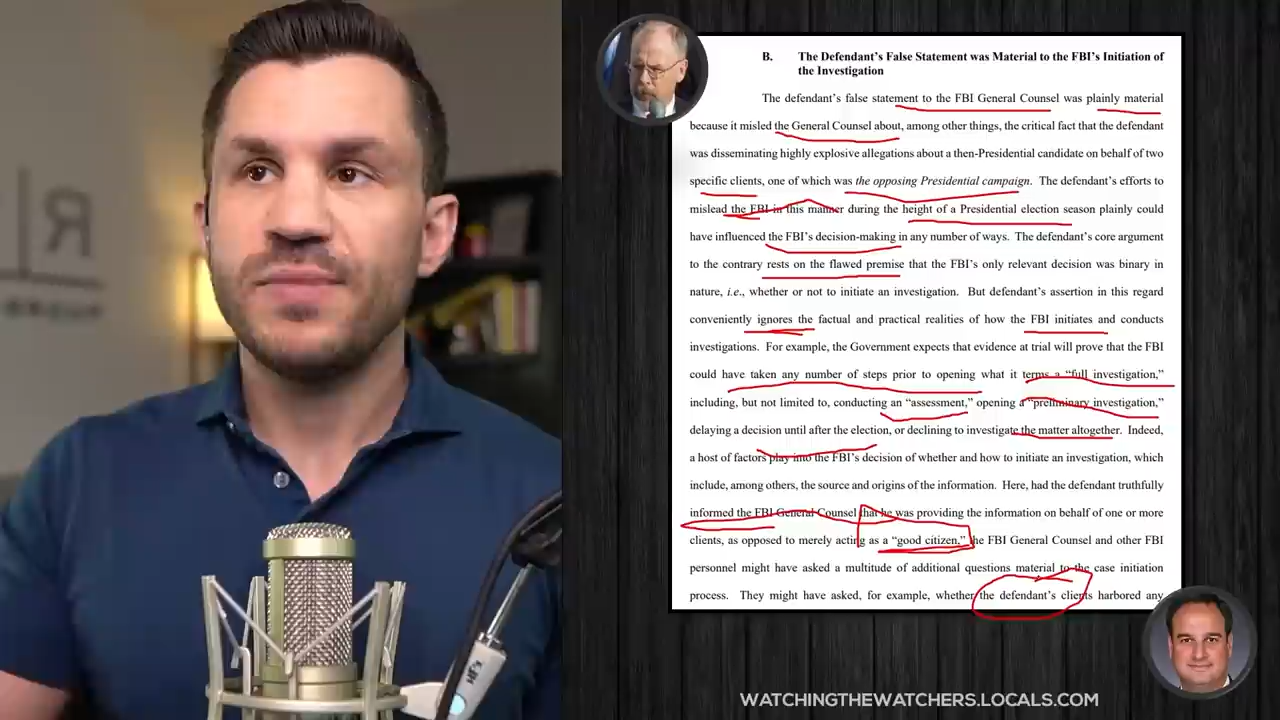 B. The Defendant's False Statement was Material to the FBI's Initiation of
the Investigation
The defendant's false statement to the FBI General Counsel was plainly material
because it misled the General Counsel about, among other things, the critical fact that the defendant
was disseminating highly explosive allegations about a then-Presidential candidate on behalf of two
specific clients, one of which was the opposing Presidential campaign. The defendant's efforts to
mislead the FBI in this manner during the height of a Presidential election season plainly could
have influenced the FBI's decision-making in any number of ways. The defendant's core argument
to the contrary rests on the flawed premise that the FBI's only relevant decision was binary in
nature, i.e., whether or not to initiate an investigation. But defendant's assertion in this regard
conveniently ignores the factual and practical realities of how the FBI initiates and conducts
investigations. For example, the Government expects that evidence at trial will prove that the FBI
could have taken any number of steps prior to opening what it terms a “full investigation,”
including, but not limited to, conducting an “assessment,” opening a “preliminary investigation,”
delaying a decision until after the election, or declining to investigate the matter altogether. Indeed,
a host of factors play into the FBI's decision of whether and how to initiate an investigation, which
include, among others, the source and origins of the information. Here, had the defendant truthfully
informed the FBI General Counsel that he was providing the information on behalf of one or more
clients, as opposed to merely acting as a “good citizen,” the FBI General Counsel and other FBI
personnel might have asked a multitude of additional questions material to the case initiation
process. They might have asked, for example, whether the defendant's clients harbored any
R
GROUP
WATCHINGTHEWATCHERS.LOCALS.COM